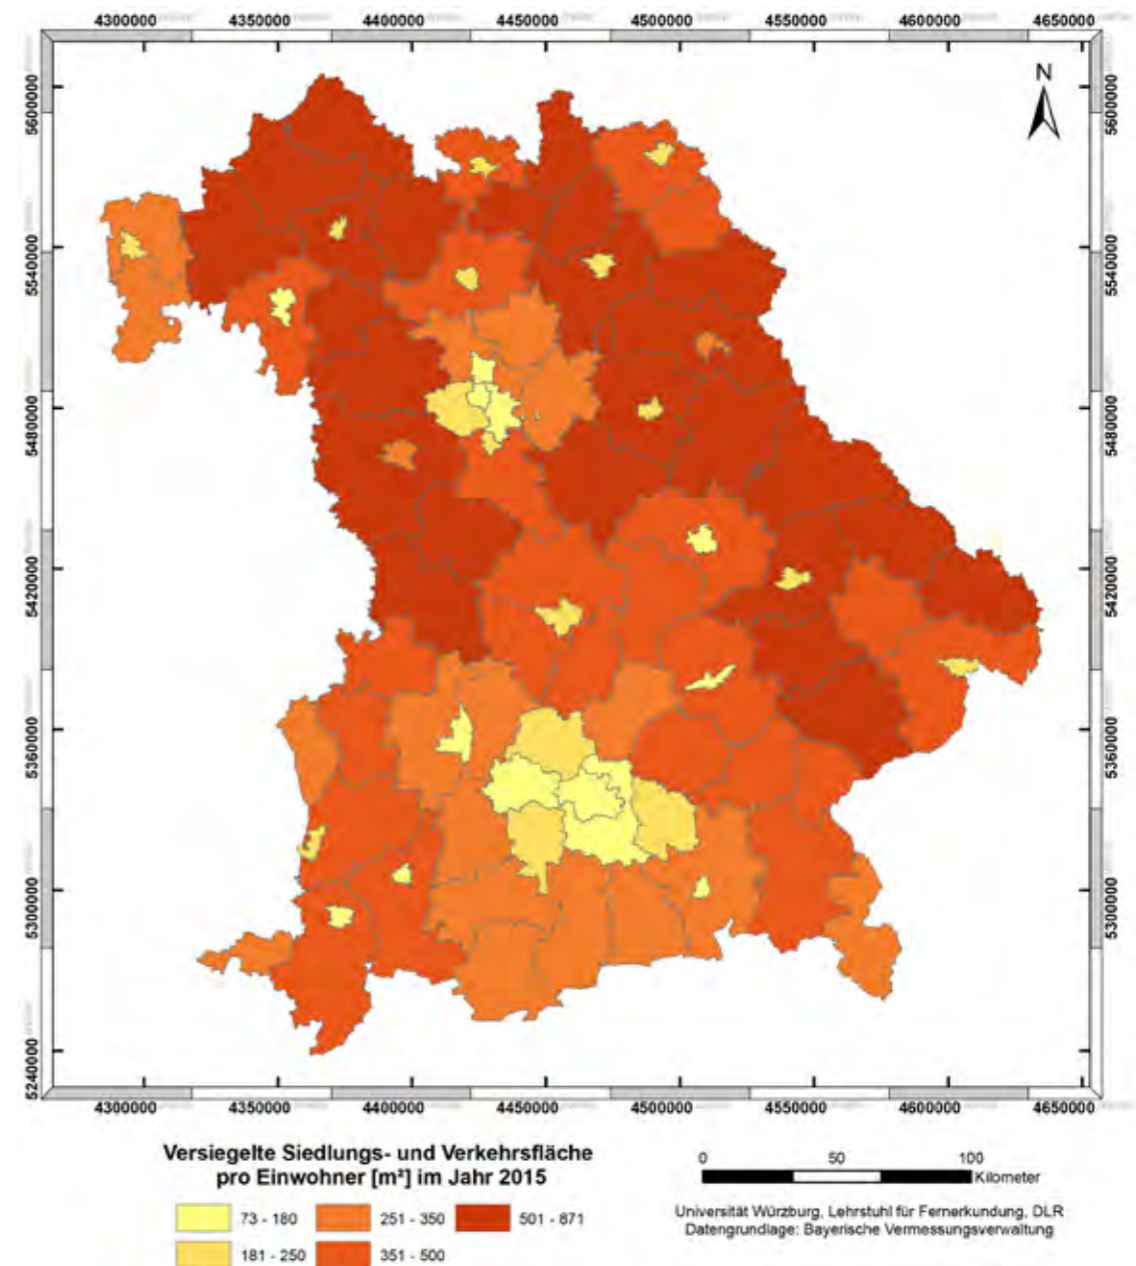 4300000 4350000 4400000 4450000 4500000 4550000 4600000 4650000
N
5600000 5600000
5540000 5540000
5480000 5480000
5420000 5420000
5360000 5360000
5300000 5300000
5240000
4300000 4350000 4400000 4450000 4500000 4550000 4600000 4650000
Versiegelte Siedlungs- und Verkehrsfläche
pro Einwohner [m²] im Jahr 2015
73 - 180 251 - 350 501 - 871
181 - 250 351 - 500
0 50 100
Kilometer
Universität Würzburg, Lehrstuhl für Fernerkundung, DLR
Datengrundlage: Bayerische Vermessungsverwaltung